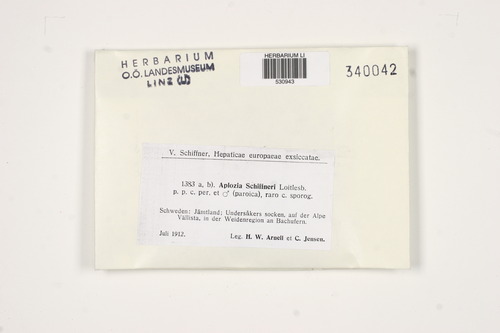 HERBARIUM
O.Ö. LANDESMUSEUM
LINZ (LI)
HERBARIUM LI
530943
340042
V. Schiffner, Hepaticae europaeae exsiccatae.
1383 a, b). Aplozia Schiffneri Loitlesb.
p. p. c. per. et ♂ (paroica), raro c. sporog.
Schweden: Jämtland: Undersåkers socken, auf der Alpe
Vällista, in der Weidenregion an Bachufern.
Juli 1912.
Leg. H. W. Arnell et C. Jensen.